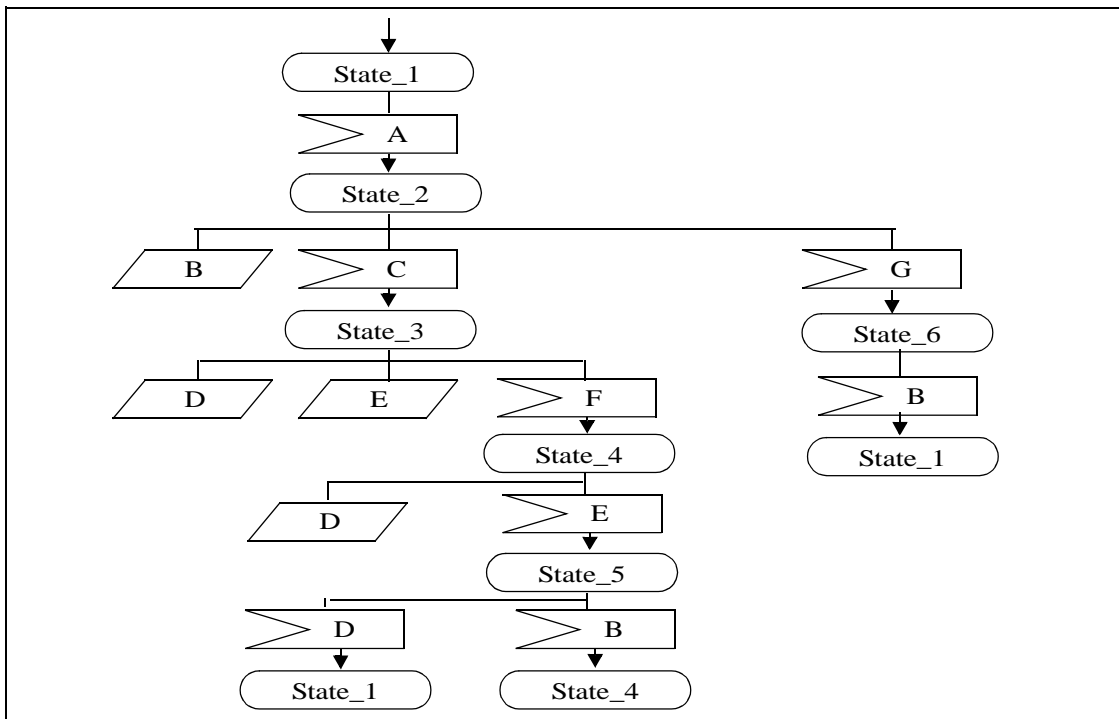 State_1
A
State_2
B C G
State_3 State_6
D E F B
State_4 State_1
D E
State_5
D B
State_1 State_4